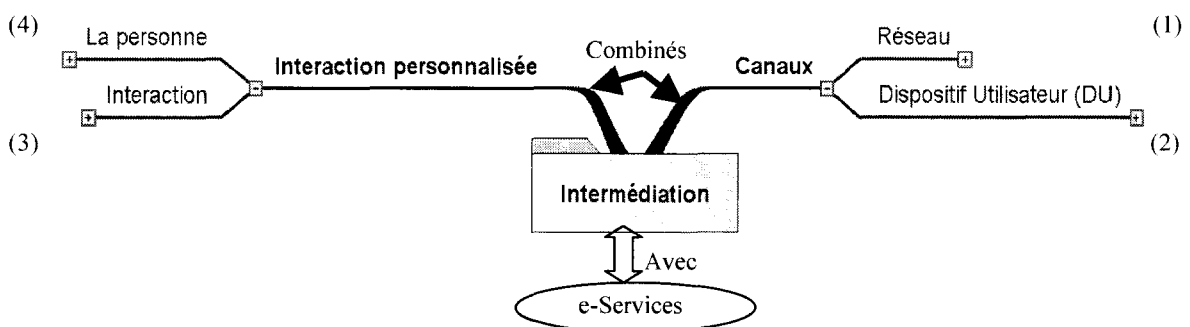 (4) La personne Réseau (1)
Combinés
Interaction personnalisée Canaux
Interaction Dispositif Utilisateur (DU)
(3) (2)
Intermédiation
Avec
e-Services